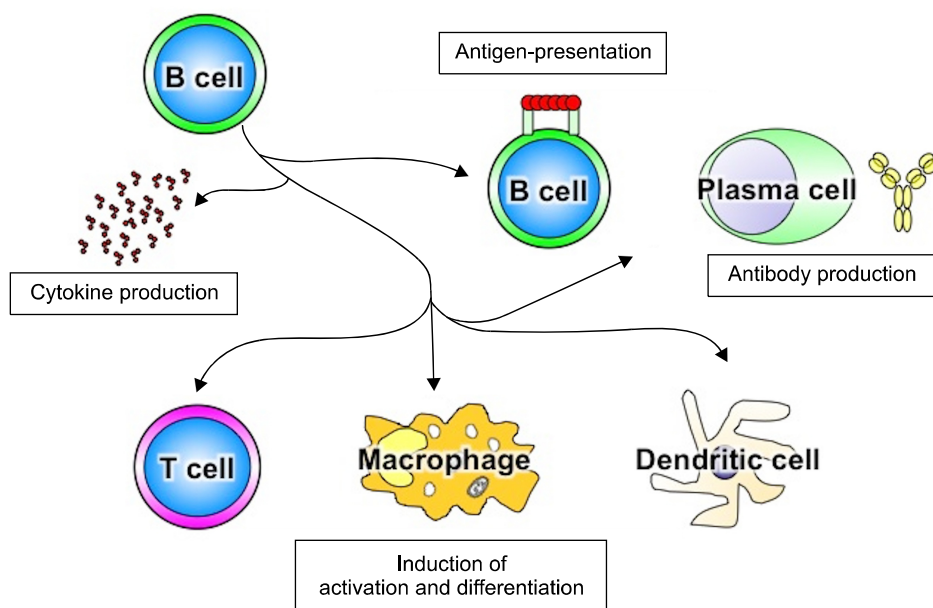 B cell
Antigen-presentation
B cell
Plasma cell
Cytokine production
Antibody production
T cell
Macrophage
Dendritic cell
Induction of
activation and differentiation